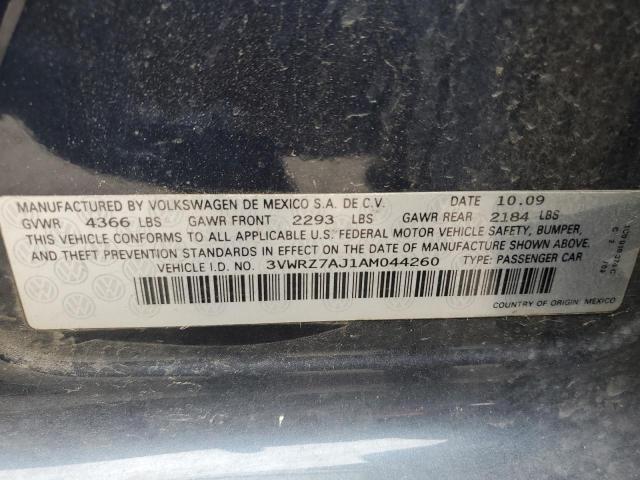 MANUFACTURED BY VOLKSWAGEN DE MEXICO S.A. DE C.V. DATE 10.09
GVWR 4366 LBS GAWR FRONT 2293 LBS GAWR REAR 2184 LBS
THIS VEHICLE CONFORMS TO ALL APPLICABLE U.S. FEDERAL MOTOR VEHICLE SAFETY, BUMPER,
AND THEFT PREVENTION STANDARDS IN EFFECT ON THE DATE OF MANUFACTURE SHOWN ABOVE.
VEHICLE I.D. NO. 3VWRZ7AJ1AM044260 TYPE: PASSENGER CAR
COUNTRY OF ORIGIN: MEXICO